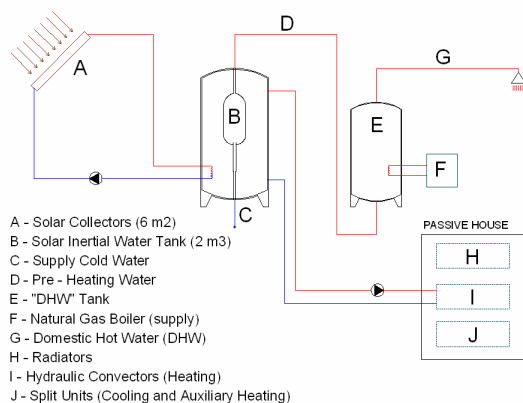 D
G
A
B
E
F
C
A - Solar Collectors (6 m2)
B - Solar Inertial Water Tank (2 m3)
C - Supply Cold Water
D - Pre - Heating Water
E - "DHW" Tank
F - Natural Gas Boiler (supply)
G - Domestic Hot Water (DHW)
H - Radiators
I - Hydraulic Convectors (Heating)
J - Split Units (Cooling and Auxiliary Heating)
PASSIVE HOUSE
H
I
J